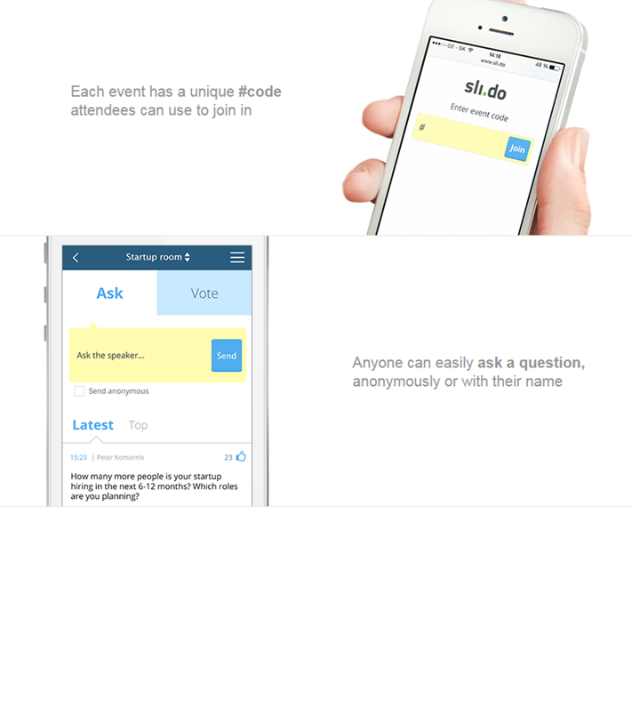 Each event has a unique #code
attendees can use to join in
14:18
www.sli.do
48 %
sli.do
Enter event code
#
Join
Startup room
Ask
Vote
Ask the speaker...
Send
Send anonymous
Anyone can easily ask a question,
anonymously or with their name
Latest Top
15:23 | Peter Komornik 23
How many more people is your startup
hiring in the next 6-12 months? Which roles
are you planning?